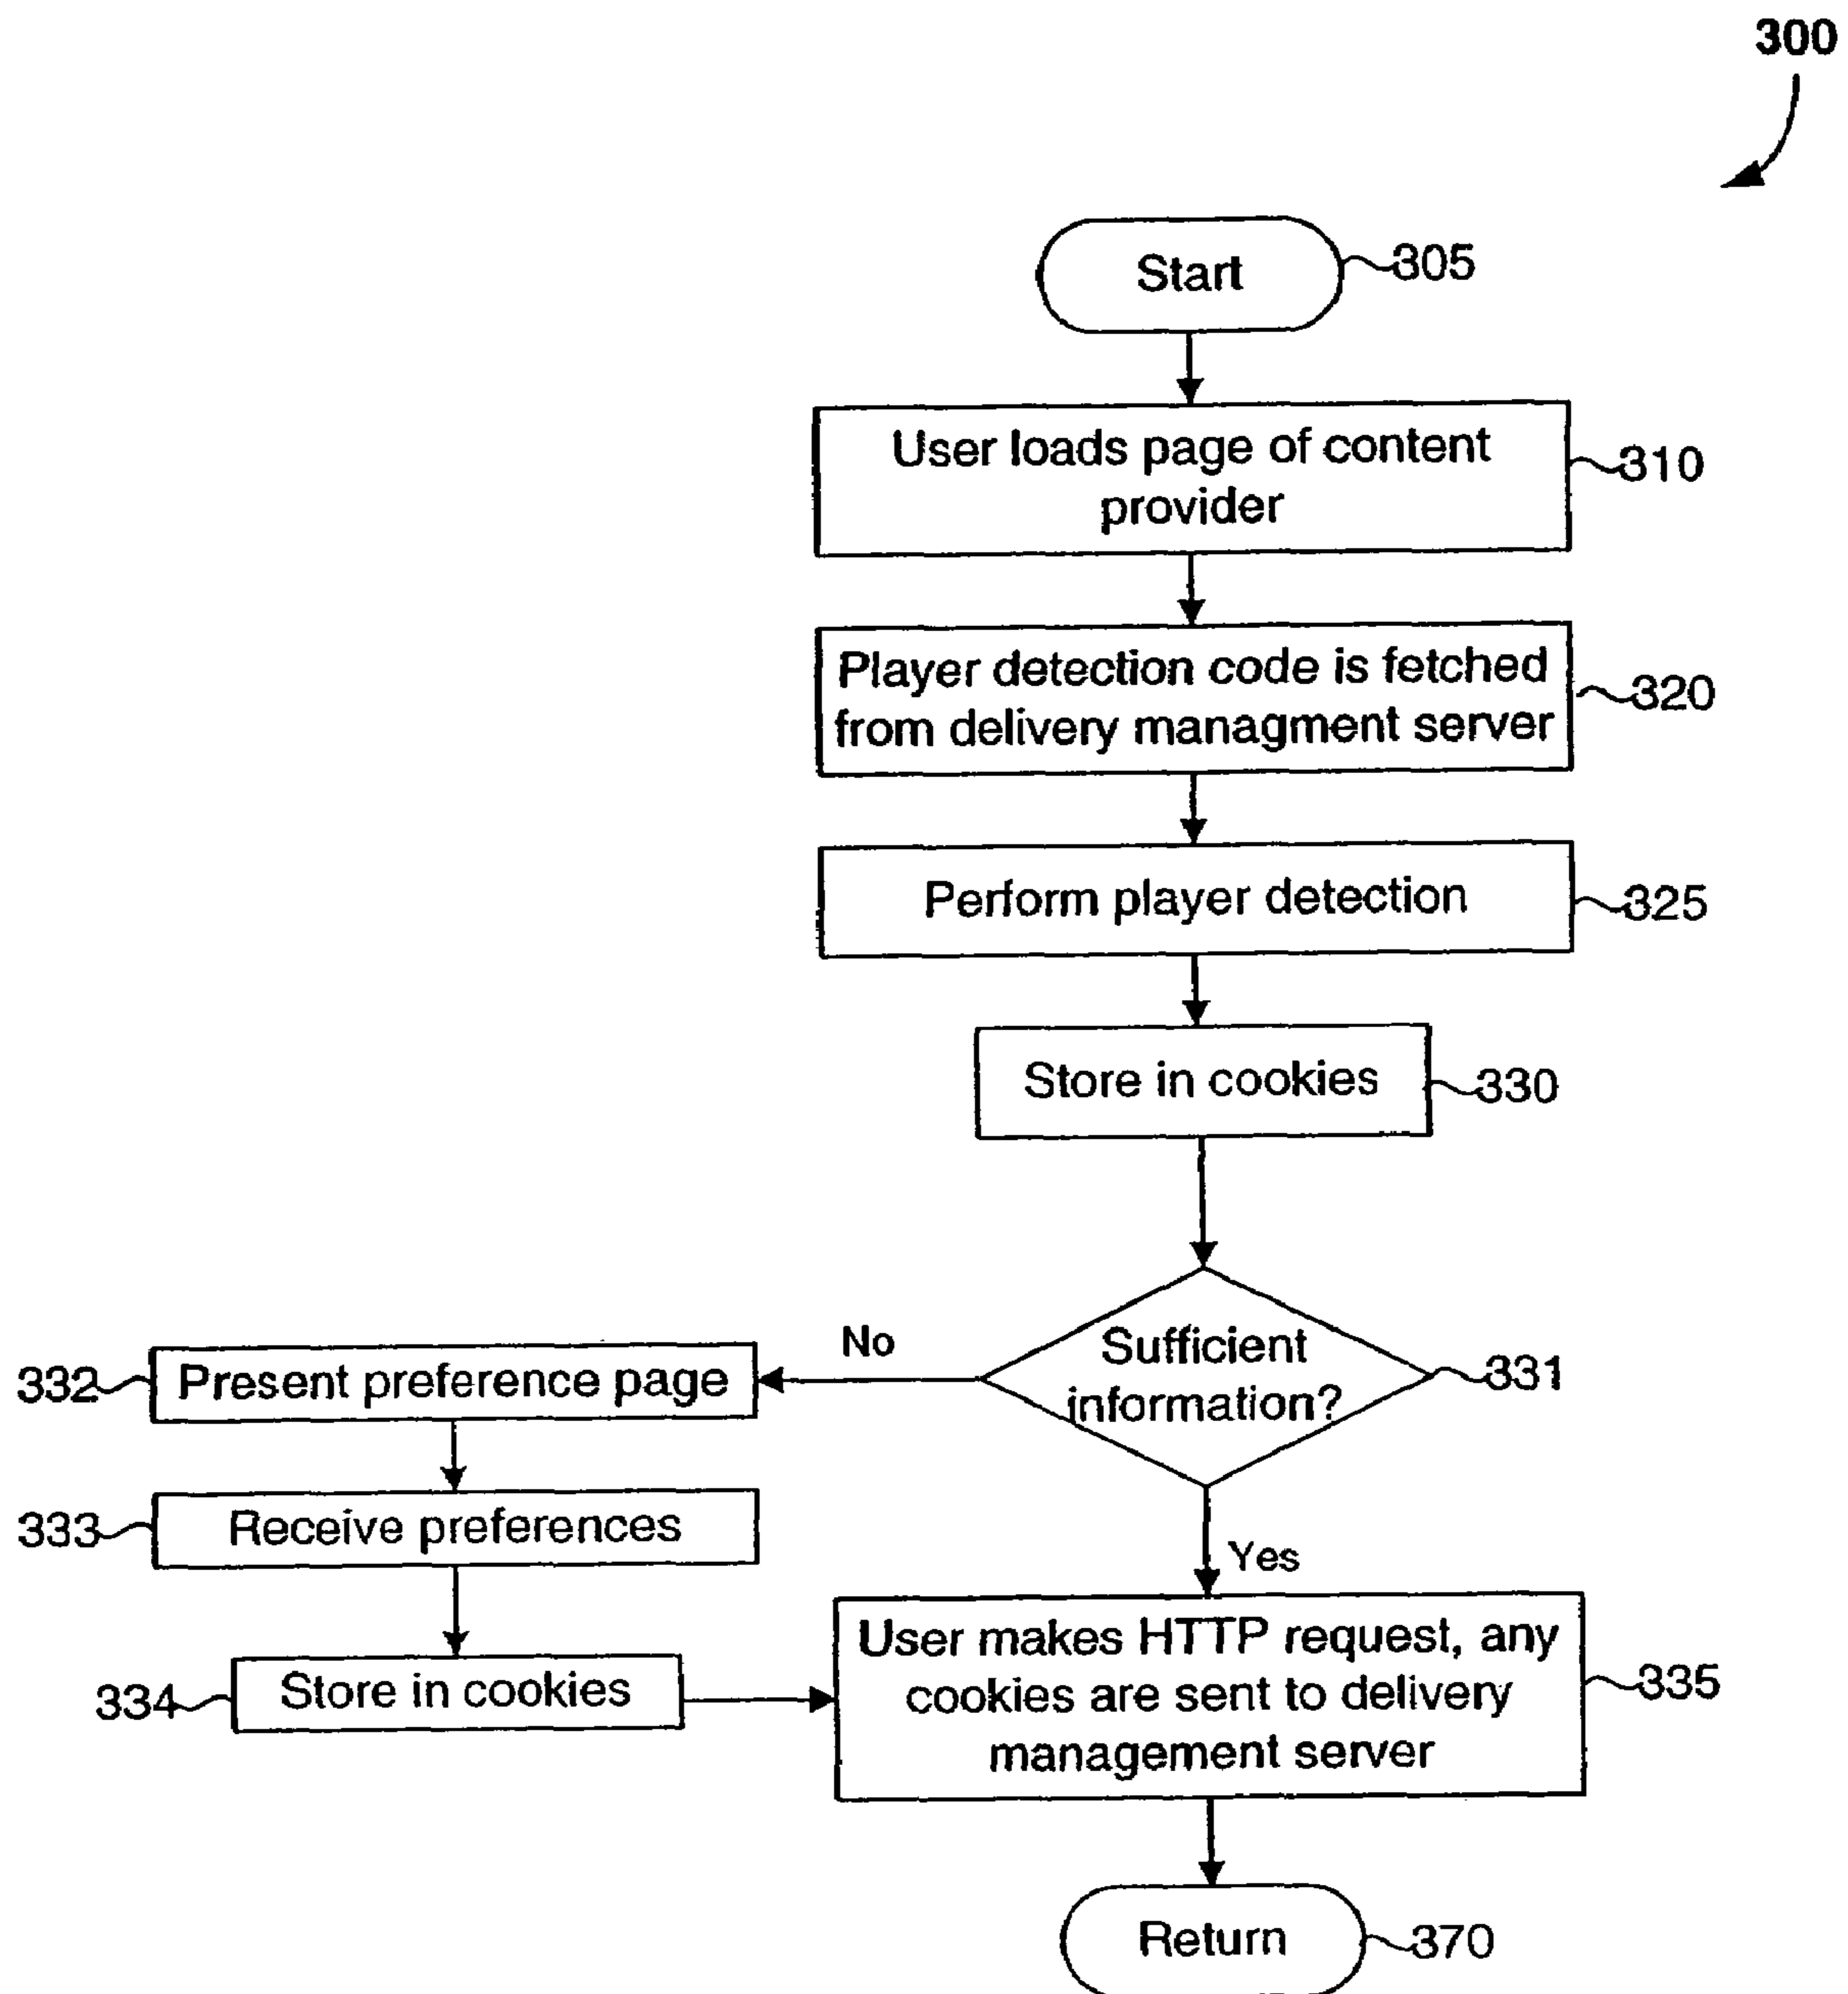 300
Start
305
User loads page of content
provider
310
Player detection code is fetched
from delivery managment server
320
Perform player detection
325
Store in cookies
330
Sufficient
information?
331
No
332
Present preference page
333
Receive preferences
334
Store in cookies
Yes
User makes HTTP request, any
cookies are sent to delivery
management server
335
Return
370